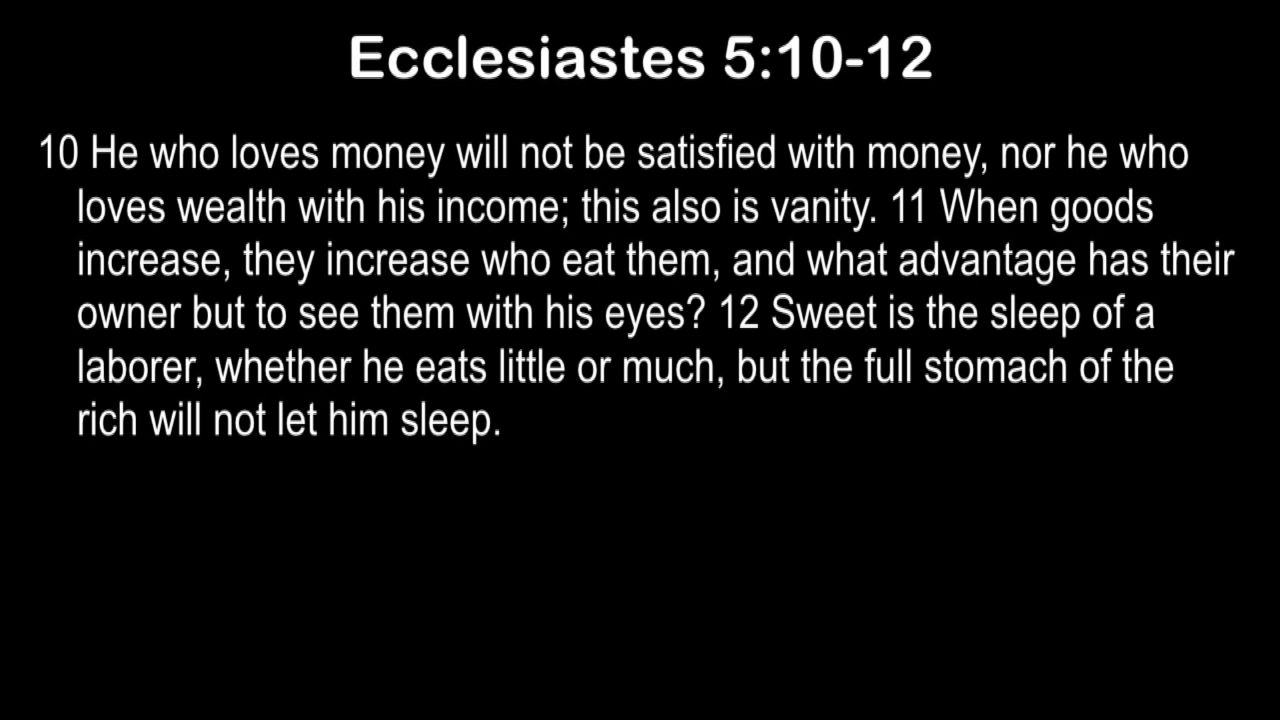 Ecclesiastes 5:10-12
10 He who loves money will not be satisfied with money, nor he who
loves wealth with his income; this also is vanity. 11 When goods
increase, they increase who eat them, and what advantage has their
owner but to see them with his eyes? 12 Sweet is the sleep of a
laborer, whether he eats little or much, but the full stomach of the
rich will not let him sleep.